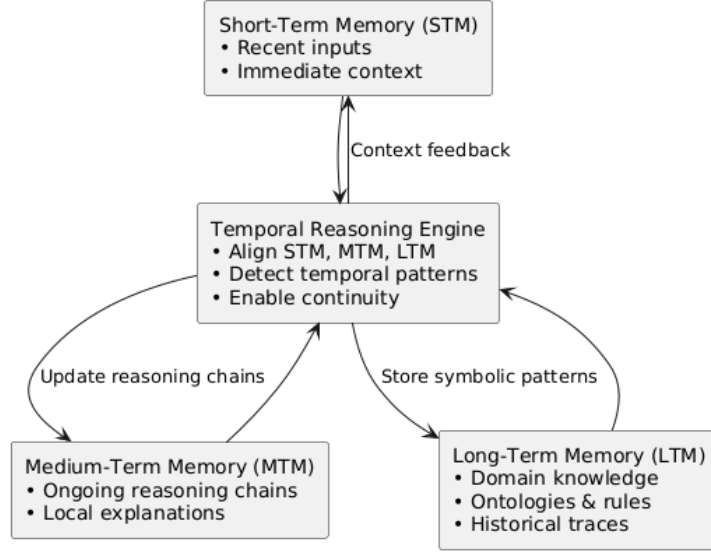 Short-Term Memory (STM)
• Recent inputs
• Immediate context
Context feedback
Temporal Reasoning Engine
• Align STM, MTM, LTM
• Detect temporal patterns
• Enable continuity
Update reasoning chains
Store symbolic patterns
Medium-Term Memory (MTM)
• Ongoing reasoning chains
• Local explanations
Long-Term Memory (LTM)
• Domain knowledge
• Ontologies & rules
• Historical traces